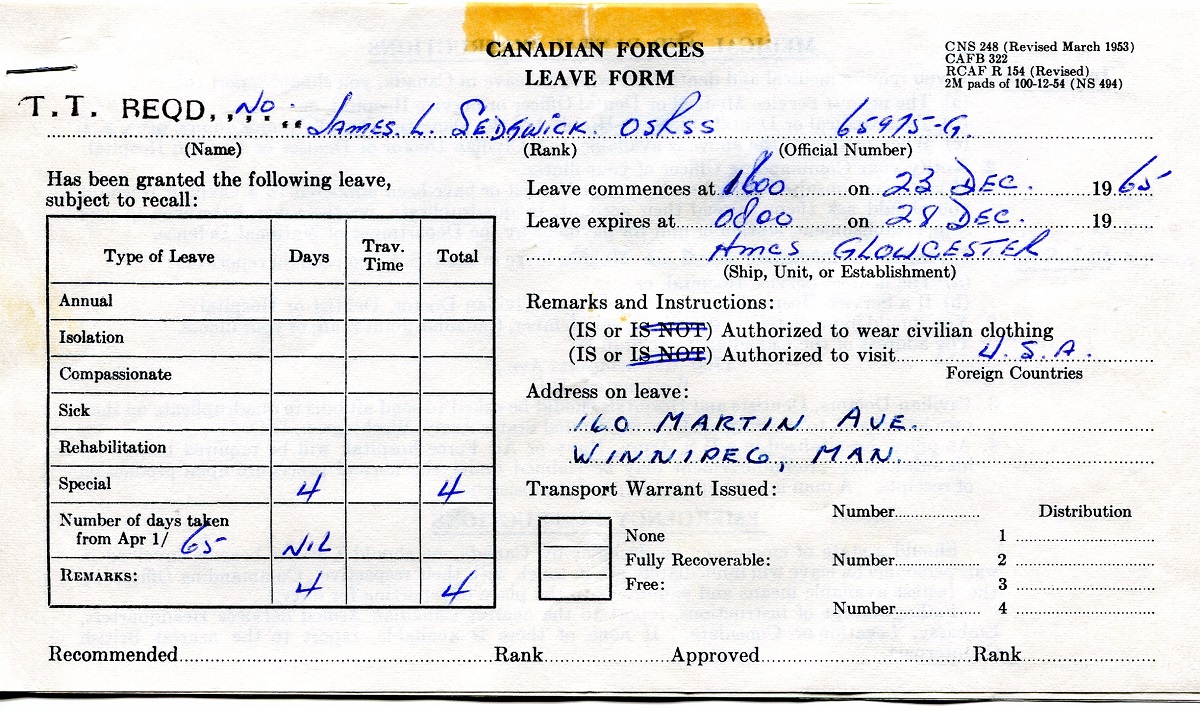 CANADIAN FORCES
LEAVE FORM
CNS 248 (Revised March 1953)
CAFB 322
RCAF R 154 (Revised)
2M pads of 100-12-54 (NS 494)
T.T. REQD,,,,.. NO. JAMES. L. SEDGWICK. OSRSS 65975-G.
(Name) (Rank) (Official Number)
Has been granted the following leave,
subject to recall:
Type of Leave Days Trav. Time Total
Annual
Isolation
Compassionate
Sick
Rehabilitation
Special 4 4
Number of days taken
from Apr 1/ 65 NIL
REMARKS: 4 4
Leave commences at 1600 on 23 DEC. 19 65
Leave expires at 0800 on 28 DEC. 19
HMCS GLOWCESTER
(Ship, Unit, or Establishment)
Remarks and Instructions:
(IS or IS NOT) Authorized to wear civilian clothing
(IS or IS NOT) Authorized to visit U.S.A.
Foreign Countries
Address on leave:
160 MARTIN AVE.
WINNIPEG, MAN.
Transport Warrant Issued:
Number Distribution
None 1
Fully Recoverable: Number 2
Free: 3
Number 4
Recommended Rank Approved Rank